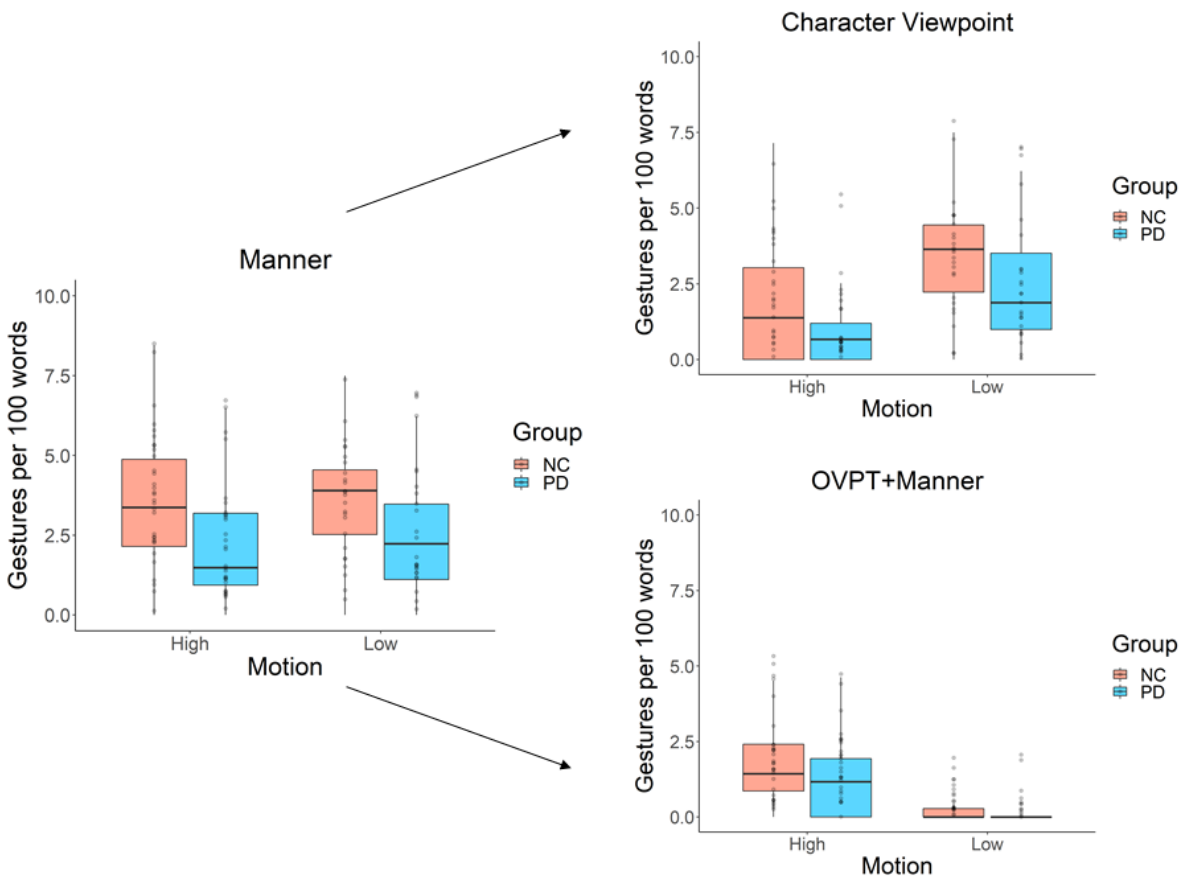 Manner
Gestures per 100 words
10.0
7.5
5.0
2.5
0.0
High Low
Motion
Group
NC
PD
Character Viewpoint
Gestures per 100 words
10.0
7.5
5.0
2.5
0.0
High Low
Motion
Group
NC
PD
OVPT+Manner
Gestures per 100 words
10.0
7.5
5.0
2.5
0.0
High Low
Motion
Group
NC
PD